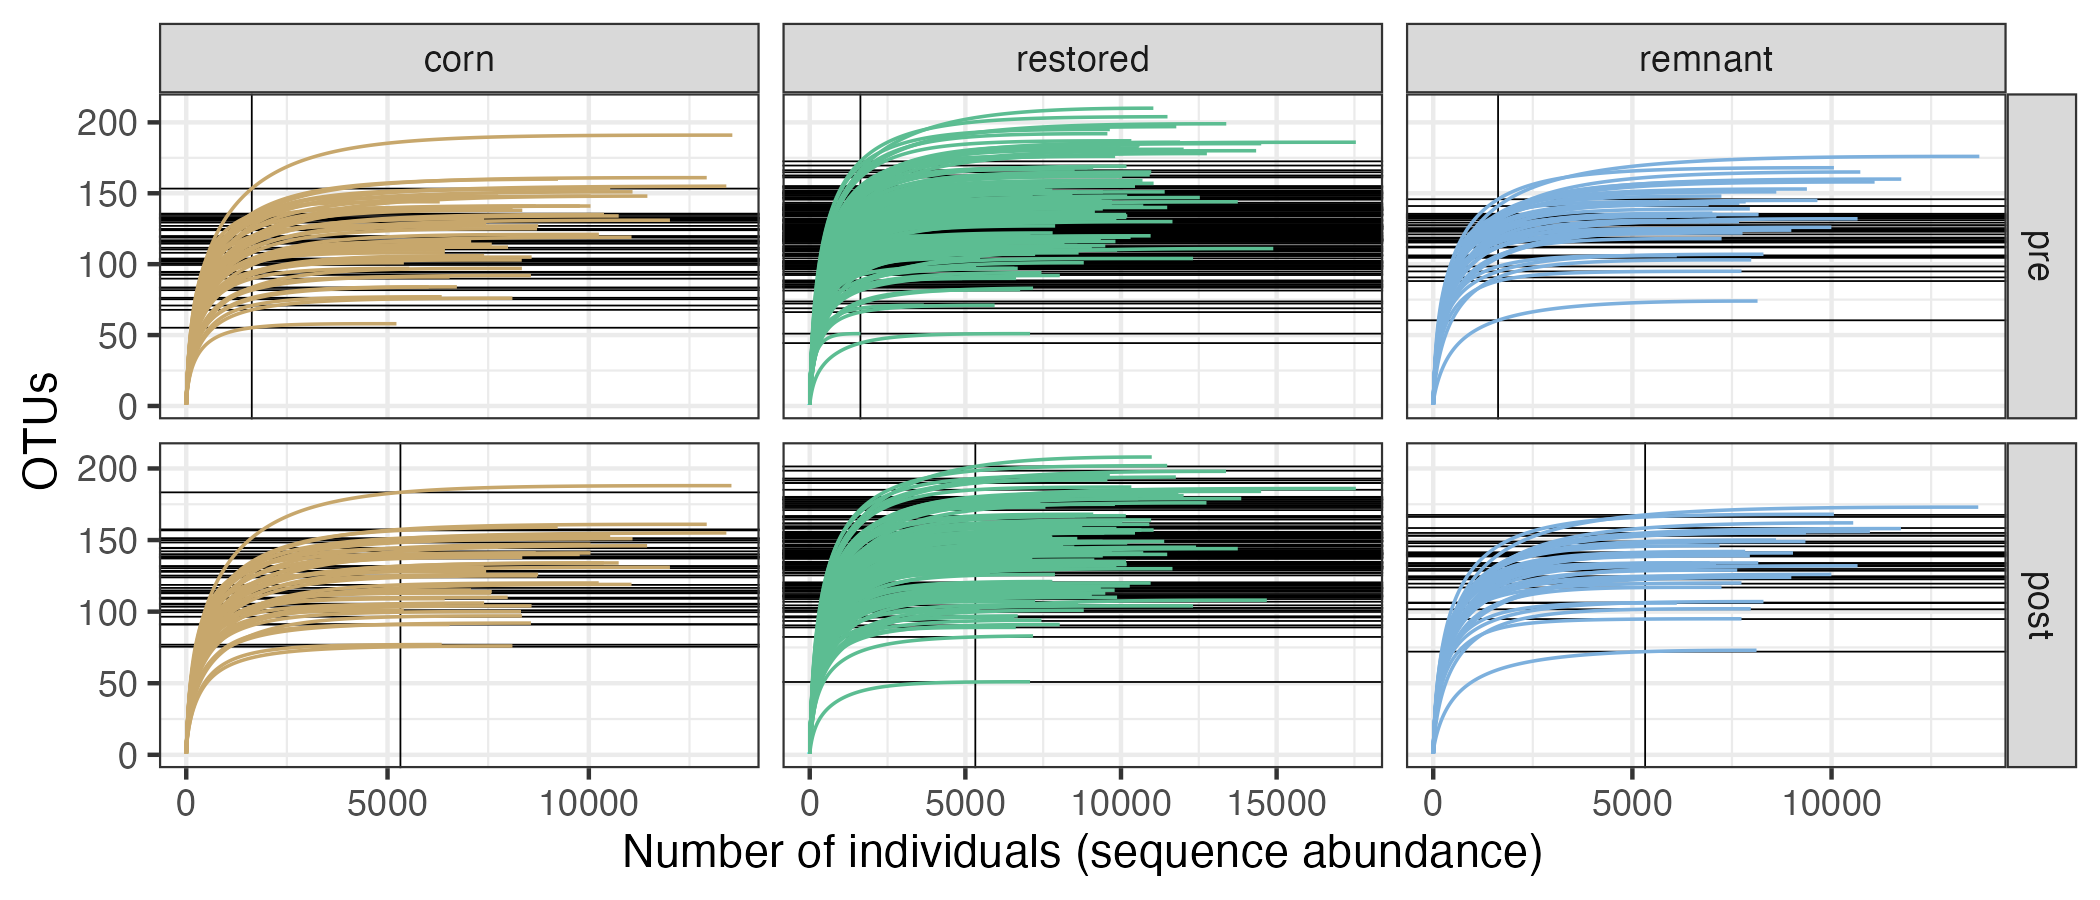 corn restored remnant
200
150
100
50
0
pre
200
150
100
50
0
post
0 5000 10000 0 5000 10000 15000 0 5000 10000
OTUs
Number of individuals (sequence abundance)